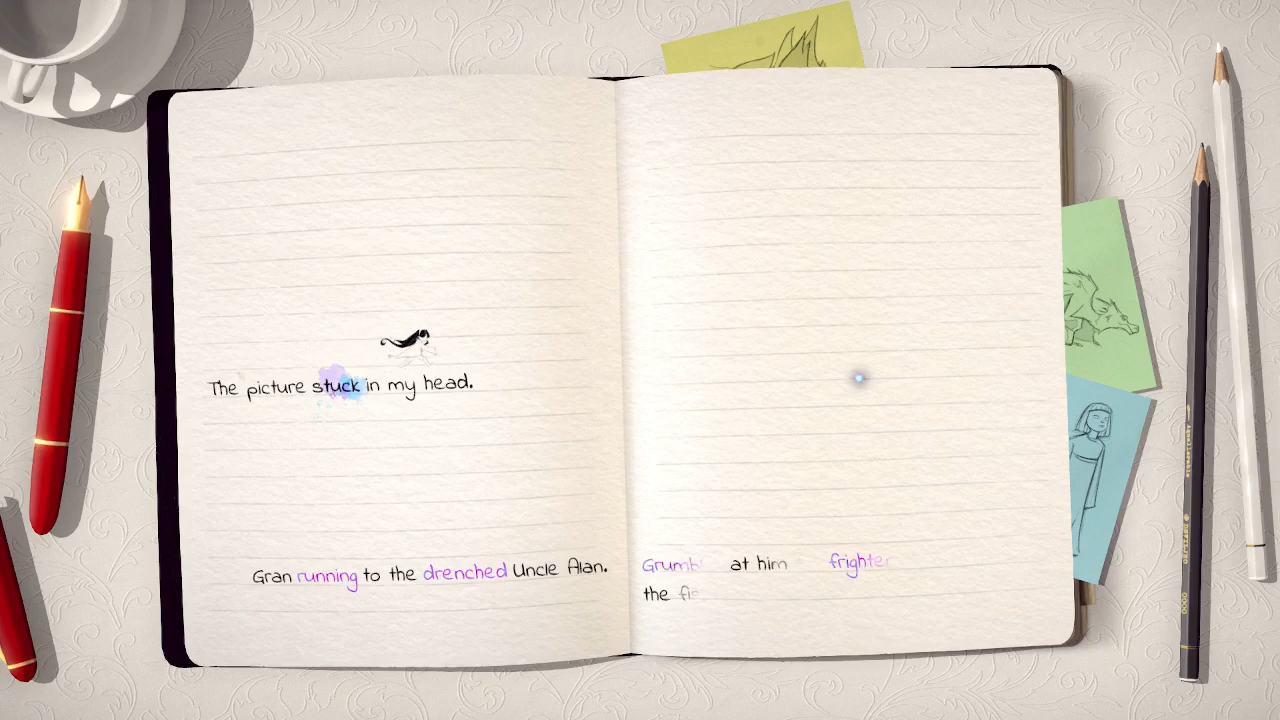 The picture stuck in my head.
Gran running to the drenched Uncle Alan.
at him
the